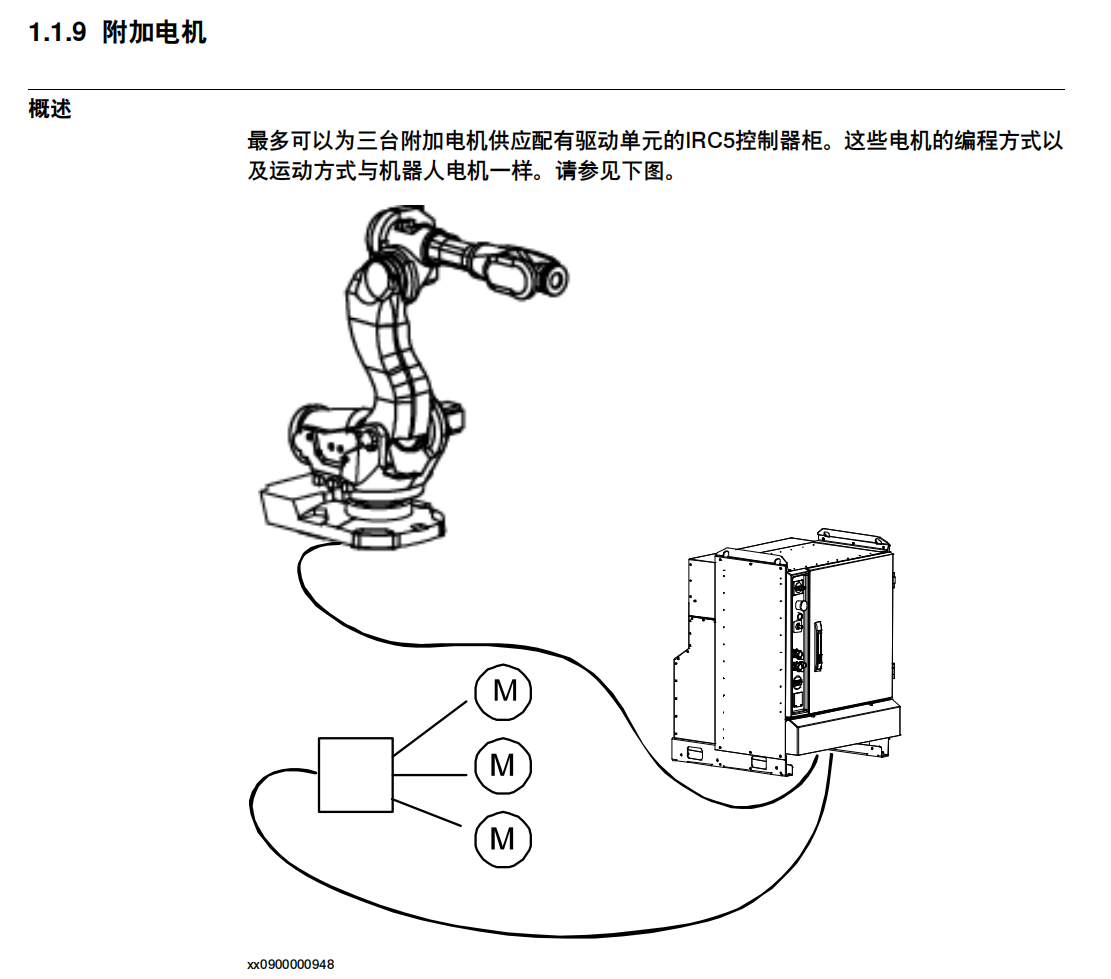 1.1.9 附加电机
概述
最多可以为三台附加电机供应配有驱动单元的IRC5控制器柜。这些电机的编程方式以
及运动方式与机器人电机一样。请参见下图。
M
M
M
xx0900000948